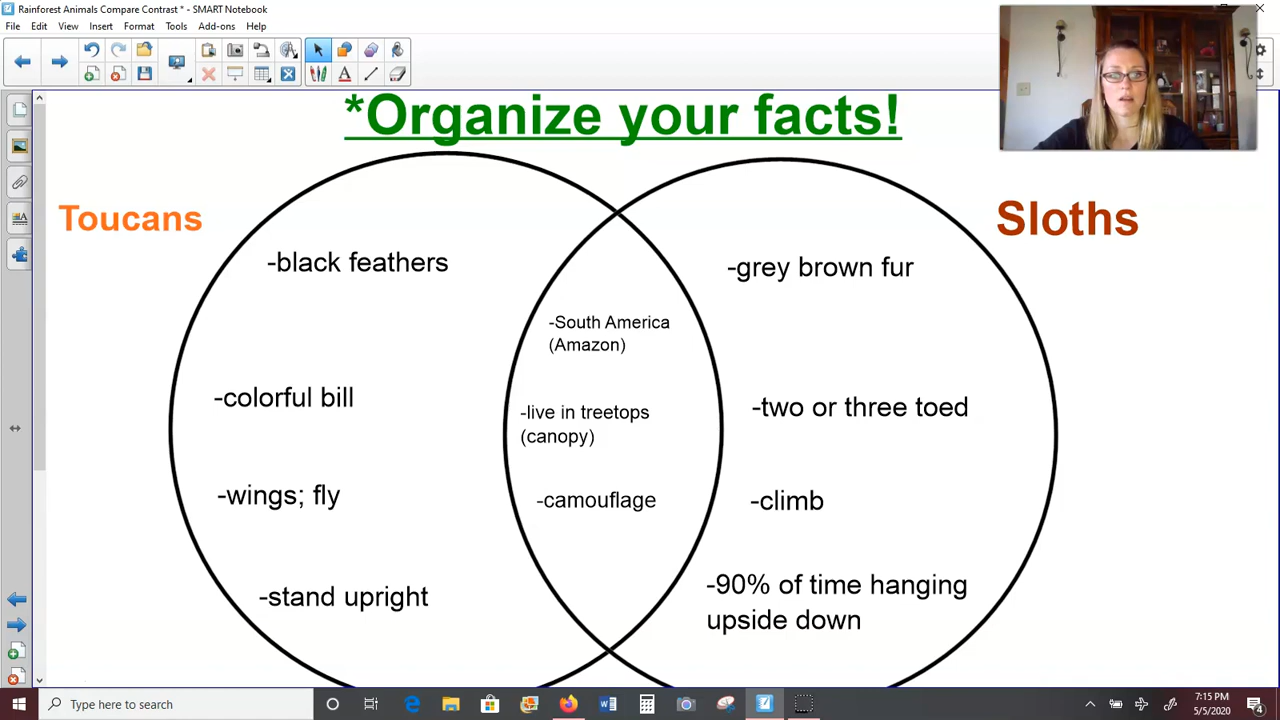 Rainforest Animals Compare Contrast * - SMART Notebook
File Edit View Insert Format Tools Add-ons Help
*Organize your facts!
Toucans
Sloths
-black feathers
-grey brown fur
-South America
(Amazon)
-colorful bill
-live in treetops
(canopy)
-two or three toed
-wings; fly
-camouflage
-climb
-stand upright
-90% of time hanging
upside down
Type here to search
7:15 PM
5/5/2020
4